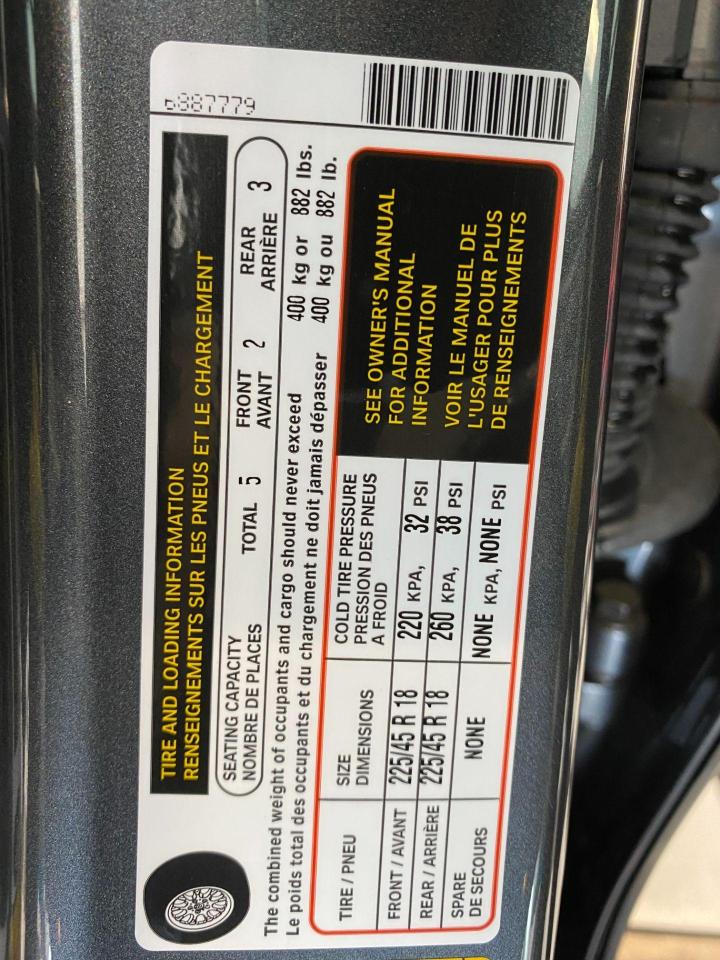 6887779
TIRE AND LOADING INFORMATION
RENSEIGNEMENTS SUR LES PNEUS ET LE CHARGEMENT
SEATING CAPACITY
NOMBRE DE PLACES
TOTAL 5
FRONT
AVANT
2
REAR
ARRIÈRE
3
The combined weight of occupants and cargo should never exceed 400 kg or 882 lbs.
Le poids total des occupants et du chargement ne doit jamais dépasser 400 kg ou 882 lb.
TIRE / PNEU
SIZE
DIMENSIONS
COLD TIRE PRESSURE
PRESSION DES PNEUS
A FROID
FRONT / AVANT 225/45 R 18 220 KPA, 32 PSI
REAR / ARRIÈRE 225/45 R 18 260 KPA, 38 PSI
SPARE
DE SECOURS
NONE NONE KPA, NONE PSI
SEE OWNER'S MANUAL
FOR ADDITIONAL
INFORMATION
VOIR LE MANUEL DE
L'USAGER POUR PLUS
DE RENSEIGNEMENTS